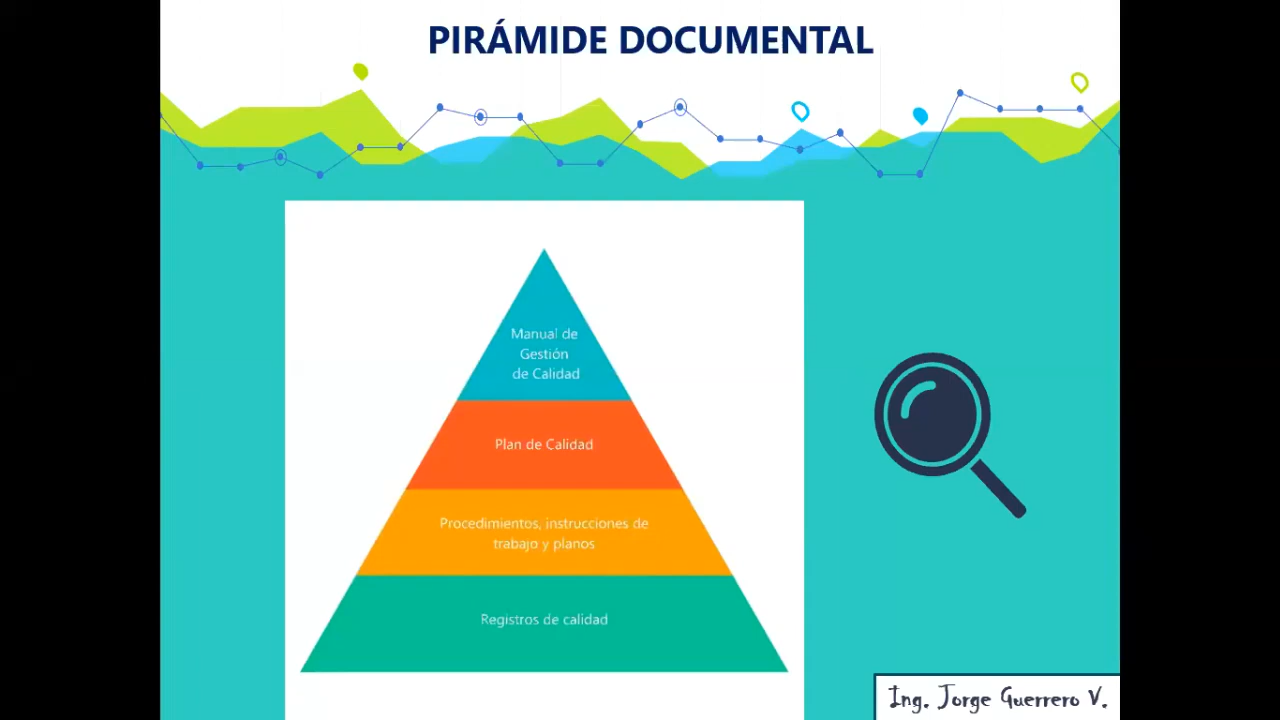 PIRÁMIDE DOCUMENTAL
Manual de
Gestión
de Calidad
Plan de Calidad
Procedimientos, instrucciones de
trabajo y planos
Registros de calidad
Ing. Jorge Guerrero V.